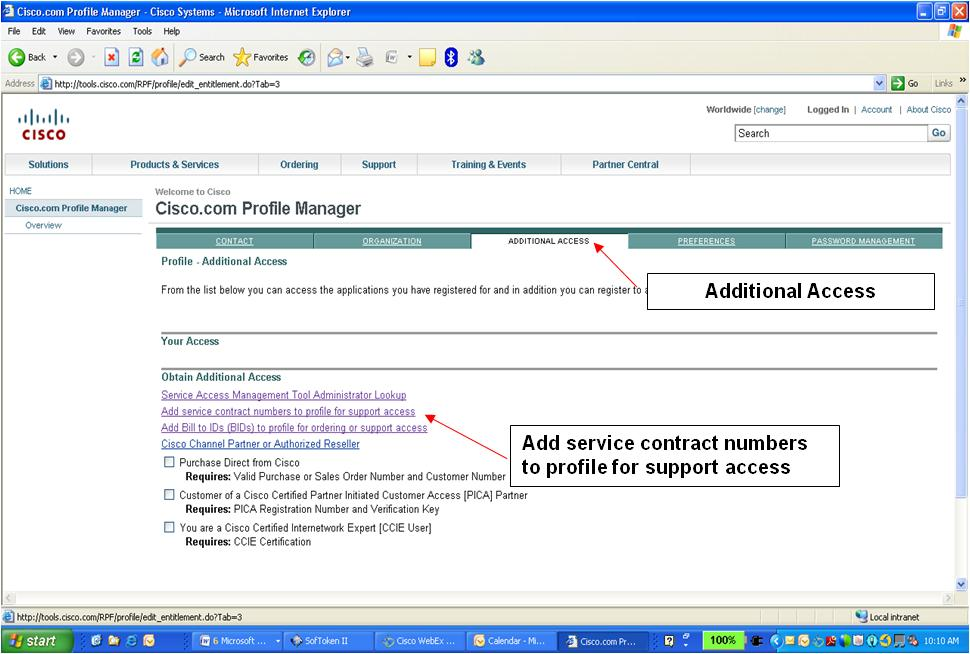 Cisco.com Profile Manager - Cisco Systems - Microsoft Internet Explorer
File Edit View Favorites Tools Help
Back Search Favorites
Address http://tools.cisco.com/RPF/profile/edit_entitlement.do?Tab=3 Go Links »
Worldwide [change] Logged In | Account | About Cisco
CISCO
Search Go
Solutions Products & Services Ordering Support Training & Events Partner Central
HOME
Cisco.com Profile Manager
Overview
Welcome to Cisco
Cisco.com Profile Manager
CONTACT ORGANIZATION ADDITIONAL ACCESS PREFERENCES PASSWORD MANAGEMENT
Profile - Additional Access
From the list below you can access the applications you have registered for and in addition you can register to
Additional Access
Your Access
Obtain Additional Access
Service Access Management Tool Administrator Lookup
Add service contract numbers to profile for support access
Add Bill to IDs (BIDs) to profile for ordering or support access
Cisco Channel Partner or Authorized Reseller
Add service contract numbers
to profile for support access
Purchase Direct from Cisco
Requires: Valid Purchase or Sales Order Number and Customer Number
Customer of a Cisco Certified Partner Initiated Customer Access [PICA] Partner
Requires: PICA Registration Number and Verification Key
You are a Cisco Certified Internetwork Expert [CCIE User]
Requires: CCIE Certification
http://tools.cisco.com/RPF/profile/edit_entitlement.do?Tab=3 Local intranet
start 6 Microsoft ... SofToken II Cisco WebEx ... Calendar - Mi... Cisco.com Pr... 100% 10:10 AM